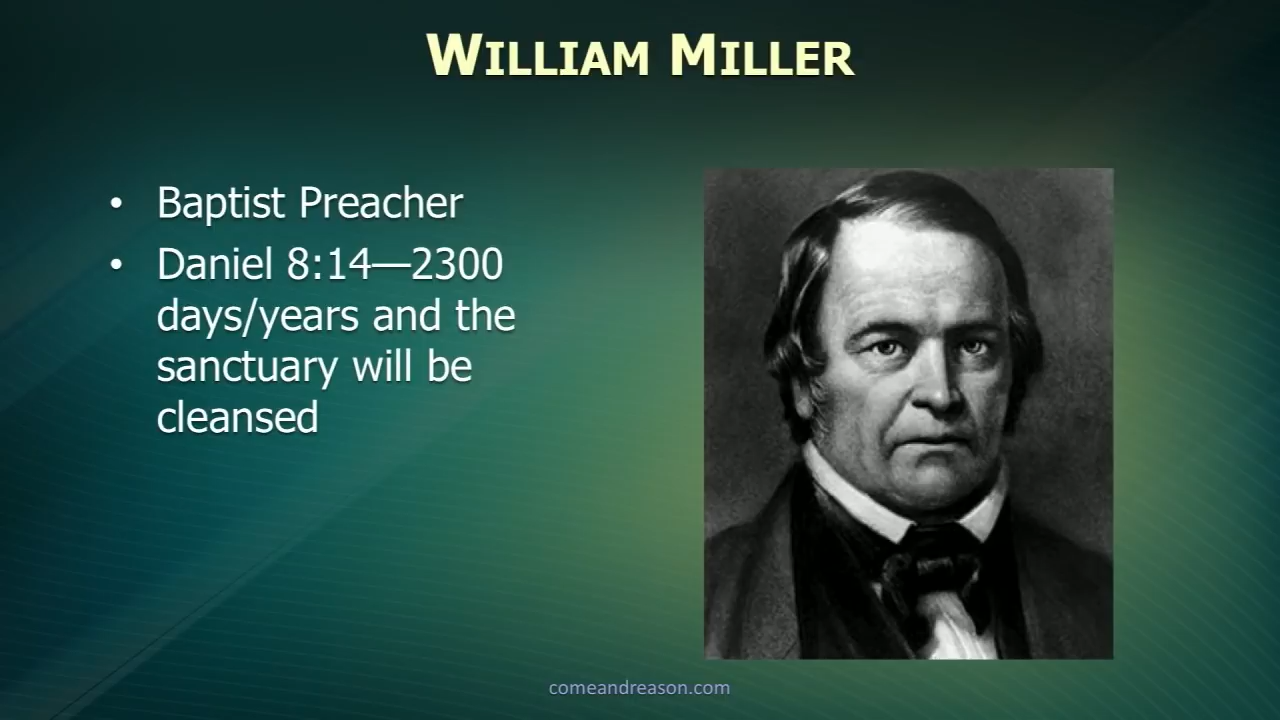 WILLIAM MILLER
• Baptist Preacher
• Daniel 8:14—2300
days/years and the
sanctuary will be
cleansed
comeandreason.com